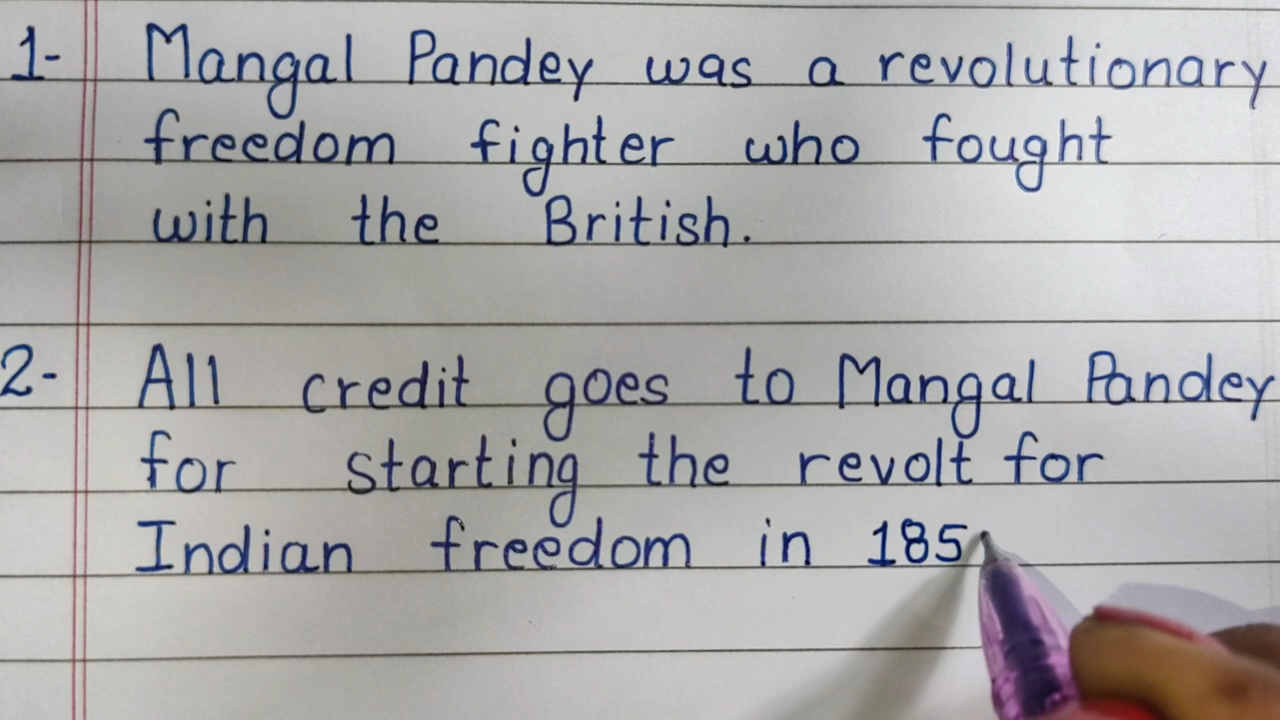 1- Mangal Pandey was a revolutionary
freedom fighter who fought
with the British.
2- All credit goes to Mangal Pandey
for starting the revolt for
Indian freedom in 185